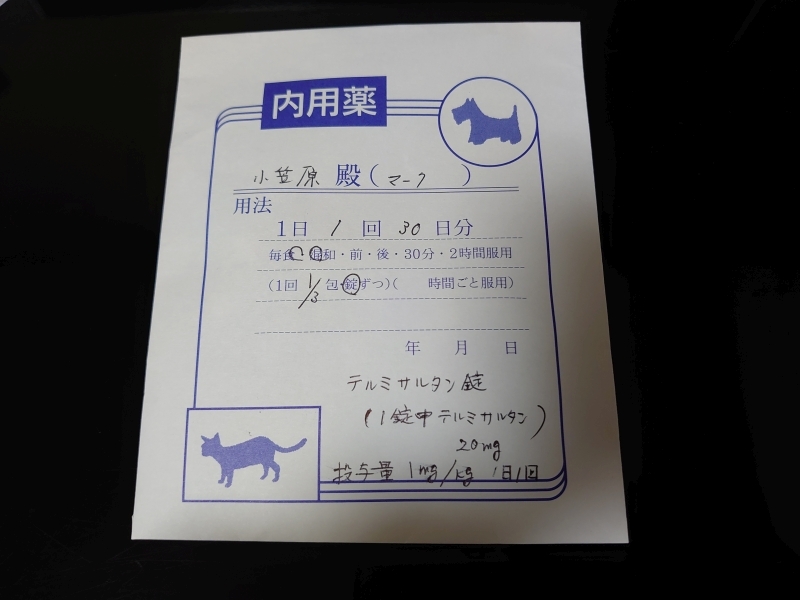 内用薬
小笠原 殿(マーク )
用法
1日 1 回 30 日分
毎食・混和・前・後・30分・2時間服用
(1回 1/3 包・錠ずつ)( 時間ごと服用)
年 月 日
テルミサルタン錠
(1錠中テルミサルタン)
20mg
投与量 1mg/kg 1日1回